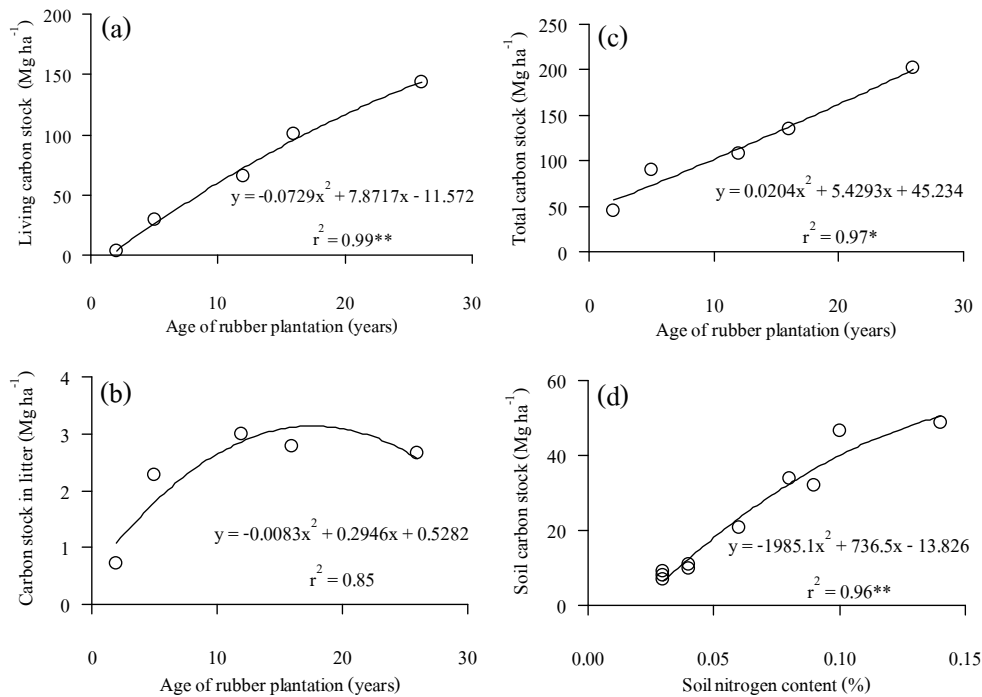 (a)
Living carbon stock (Mg ha⁻¹)
200
150
100
50
0
y = -0.0729x² + 7.8717x - 11.572
r² = 0.99**
0 10 20 30
Age of rubber plantation (years)
(c)
Total carbon stock (Mg ha⁻¹)
250
200
150
100
50
0
y = 0.0204x² + 5.4293x + 45.234
r² = 0.97*
0 10 20 30
Age of rubber plantation (years)
(b)
Carbon stock in litter (Mg ha⁻¹)
4
3
2
1
0
y = -0.0083x² + 0.2946x + 0.5282
r² = 0.85
0 10 20 30
Age of rubber plantation (years)
(d)
Soil carbon stock (Mg ha⁻¹)
60
40
20
0
y = -1985.1x² + 736.5x - 13.826
r² = 0.96**
0.00 0.05 0.10 0.15
Soil nitrogen content (%)